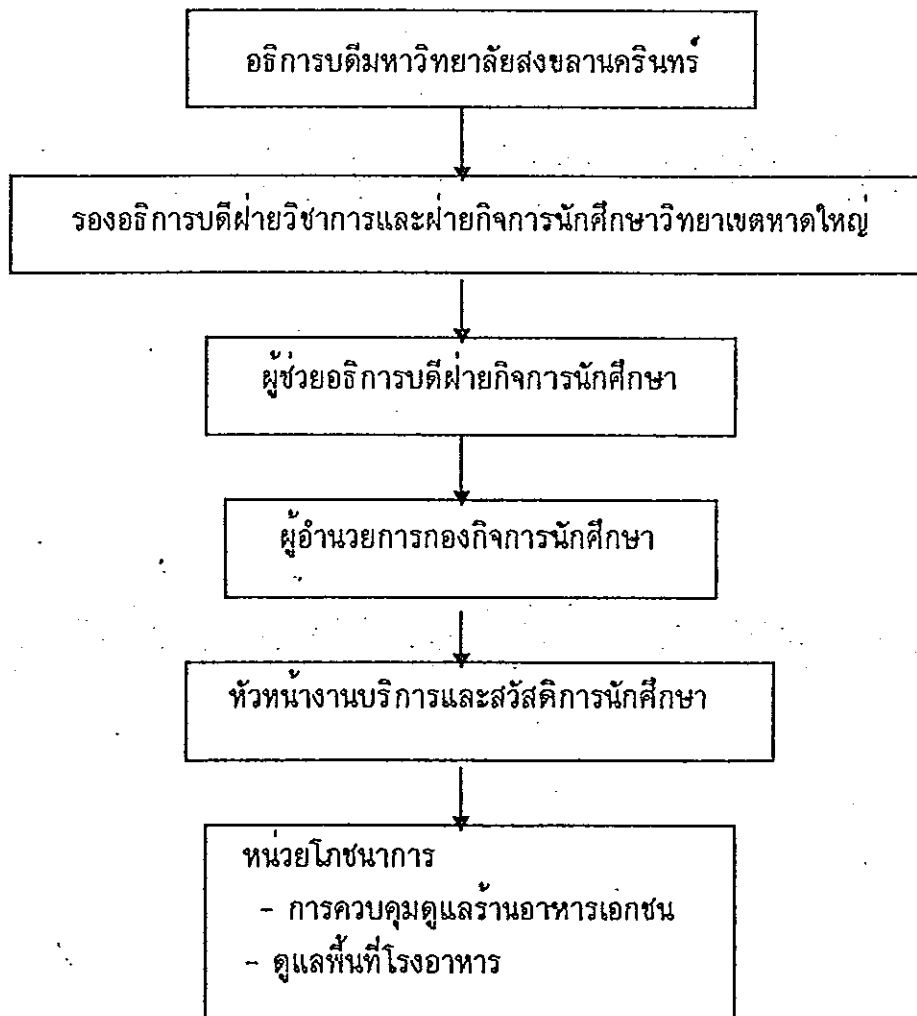 อธิการบดีมหาวิทยาลัยสงขลานครินทร์
รองอธิการบดีฝ่ายวิชาการและฝ่ายกิจการนักศึกษาวิทยาเขตหาดใหญ่
ผู้ช่วยอธิการบดีฝ่ายกิจการนักศึกษา
ผู้อำนวยการกองกิจการนักศึกษา
หัวหน้างานบริการและสวัสดิการนักศึกษา
หน่วยโภชนาการ
- การควบคุมดูแลร้านอาหารเอกชน
- ดูแลพื้นที่โรงอาหาร